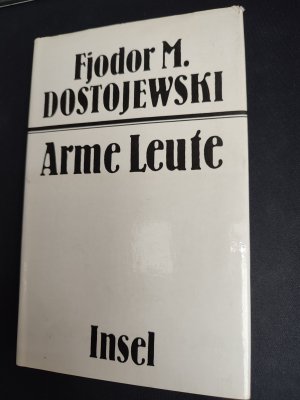 Fjodor M.
DOSTOJEWSKI
Arme Leute
Insel